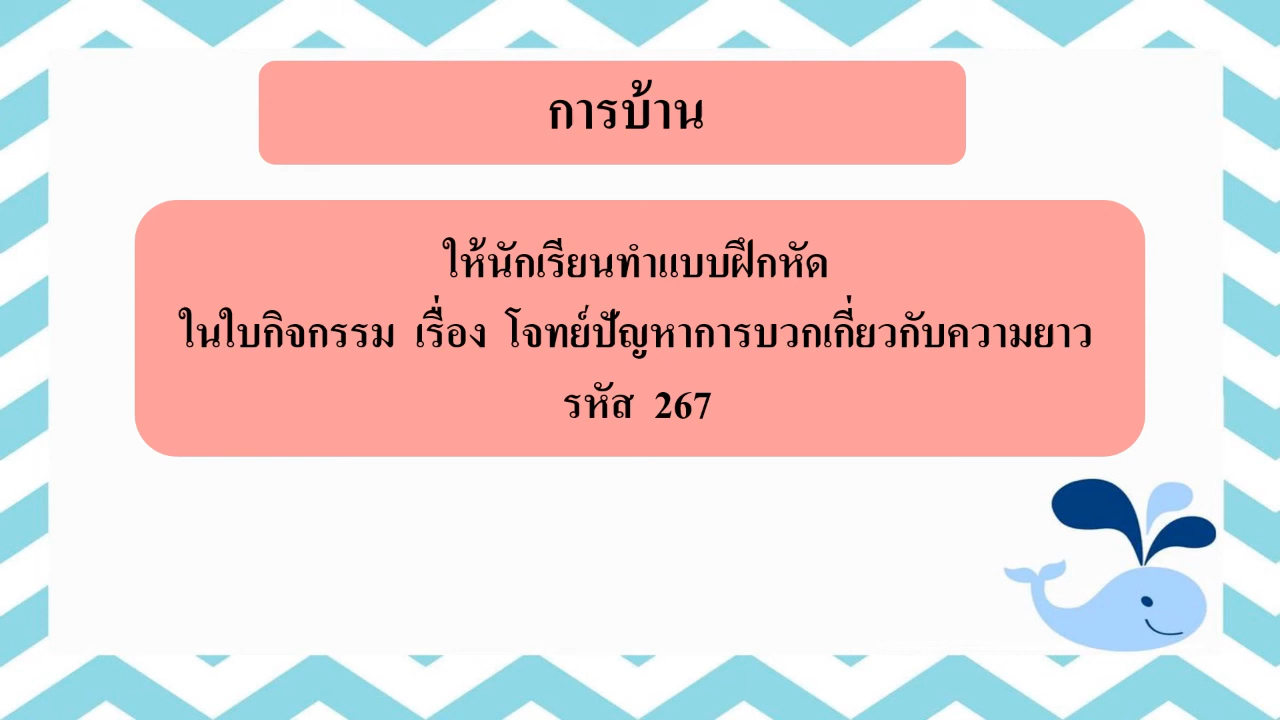 การบ้าน
ให้นักเรียนทำแบบฝึกหัด
ในใบกิจกรรม เรื่อง โจทย์ปัญหาการบวกเกี่ยวกับความยาว
รหัส 267